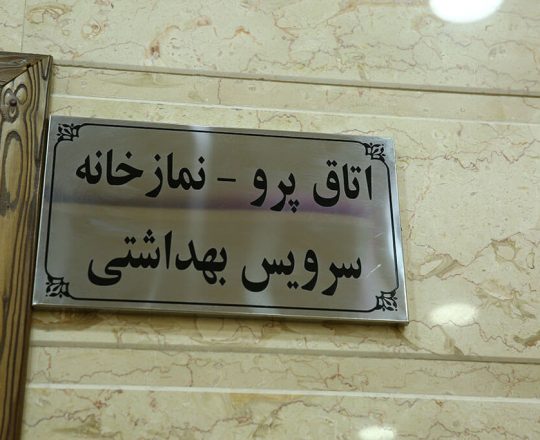 اتاق پرو - نمازخانه
سرویس بهداشتی